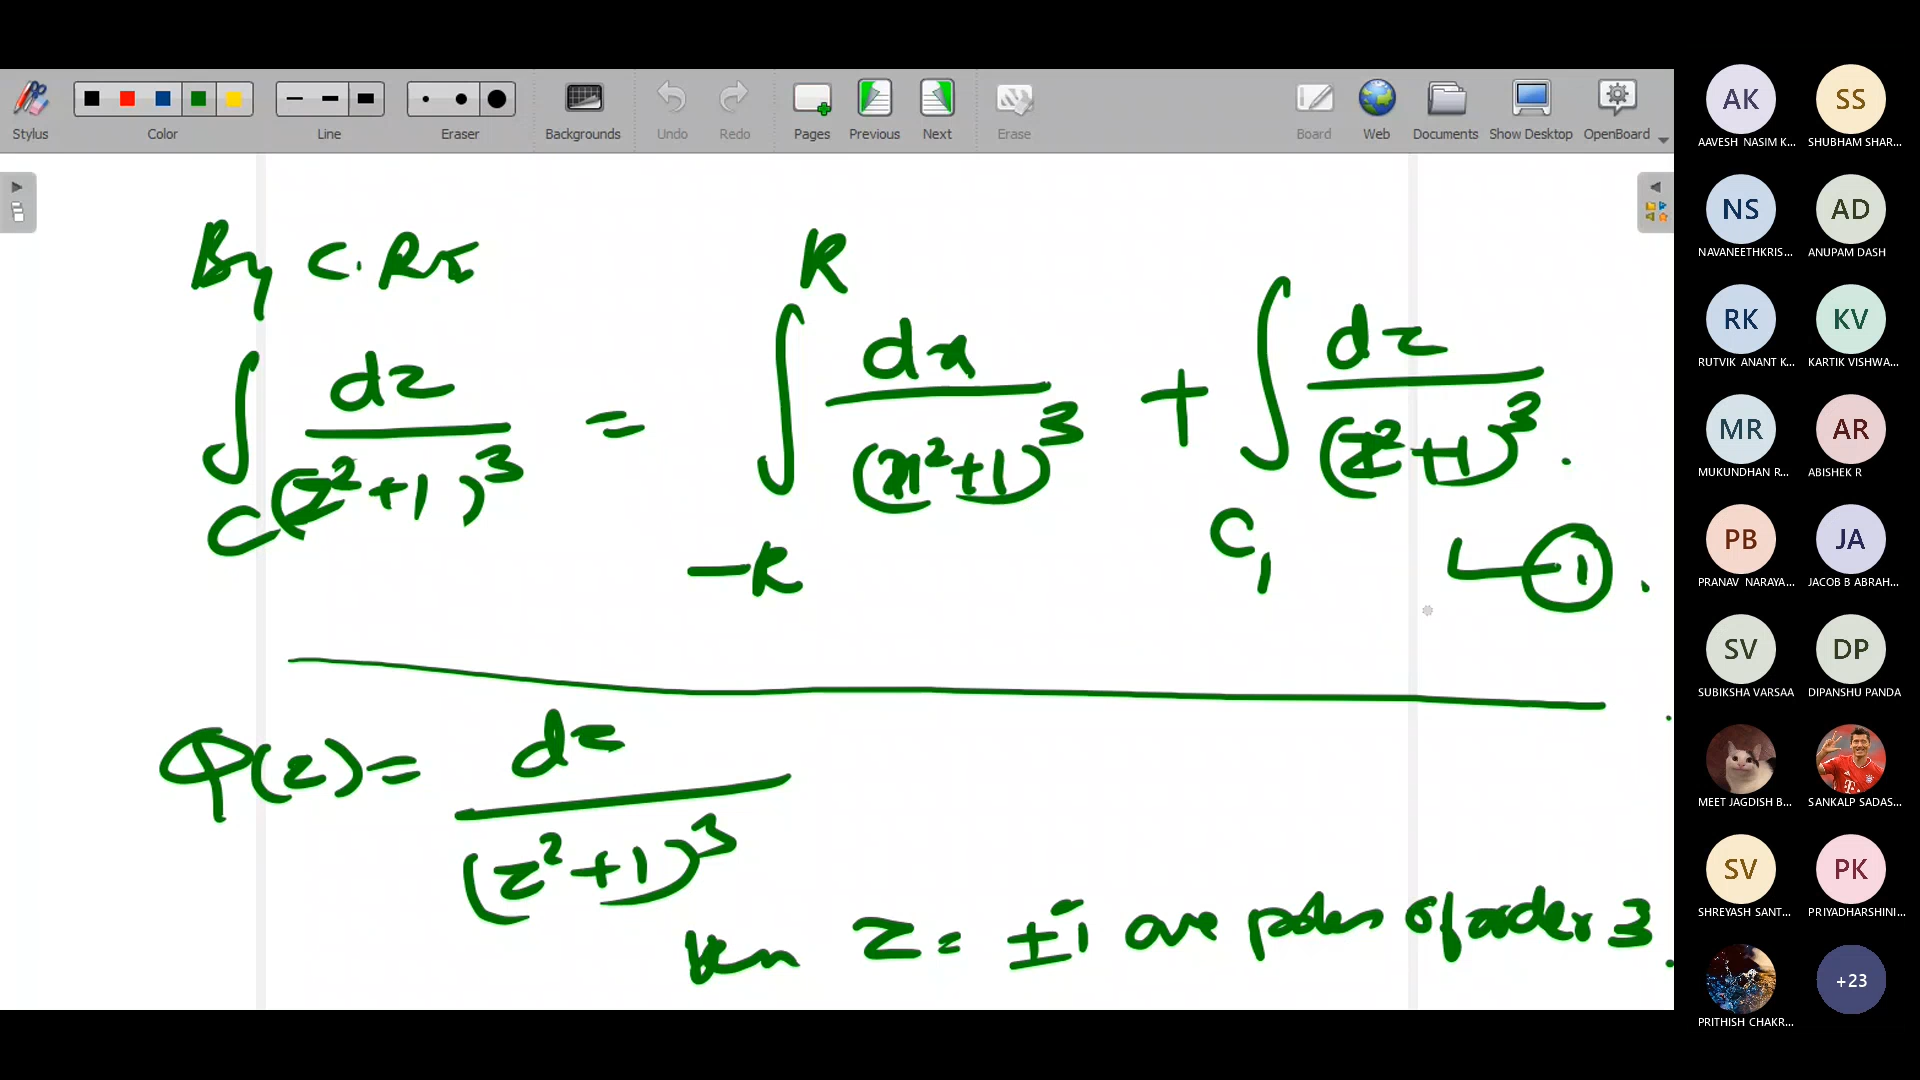 Stylus Color Line Eraser Backgrounds Undo Redo Pages Previous Next Erase Board Web Documents Show Desktop OpenBoard
By C.R.T
∫_C dz/(z²+1)³ = ∫_{-R}^{R} dx/(x²+1)³ + ∫_{C₁} dz/(z²+1)³.
①.
φ(z) = dz/(z²+1)³
z = ±i are poles of order 3.
AK SS
AAVESH NASIM K... SHUBHAM SHAR...
NS AD
NAVANEETHKRIS... ANUPAM DASH
RK KV
RUTVIK ANANT K... KARTIK VISHWA...
MR AR
MUKUNDHAN R... ABISHEK R
PB JA
PRANAV NARAYA... JACOB B ABRAH...
SV DP
SUBIKSHA VARSAA DIPANSHU PANDA
MEET JAGDISH B... SANKALP SADAS...
SV PK
SHREYASH SANT... PRIYADHARSHINI...
+23
PRITHISH CHAKR...